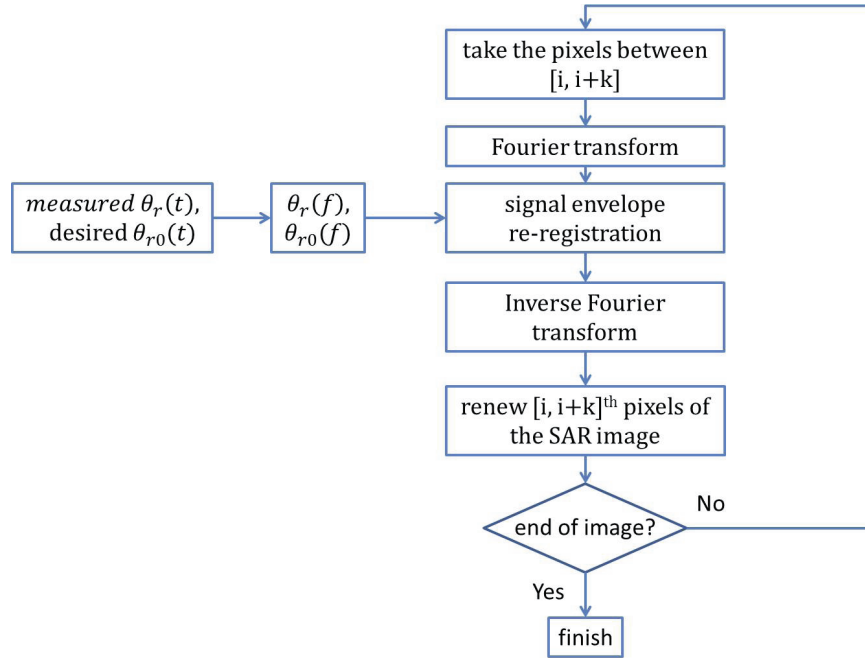 take the pixels between
[i, i+k]
Fourier transform
measured θr(t),
desired θr0(t)
θr(f),
θr0(f)
signal envelope
re-registration
Inverse Fourier
transform
renew [i, i+k]th pixels of
the SAR image
end of image?
No
Yes
finish